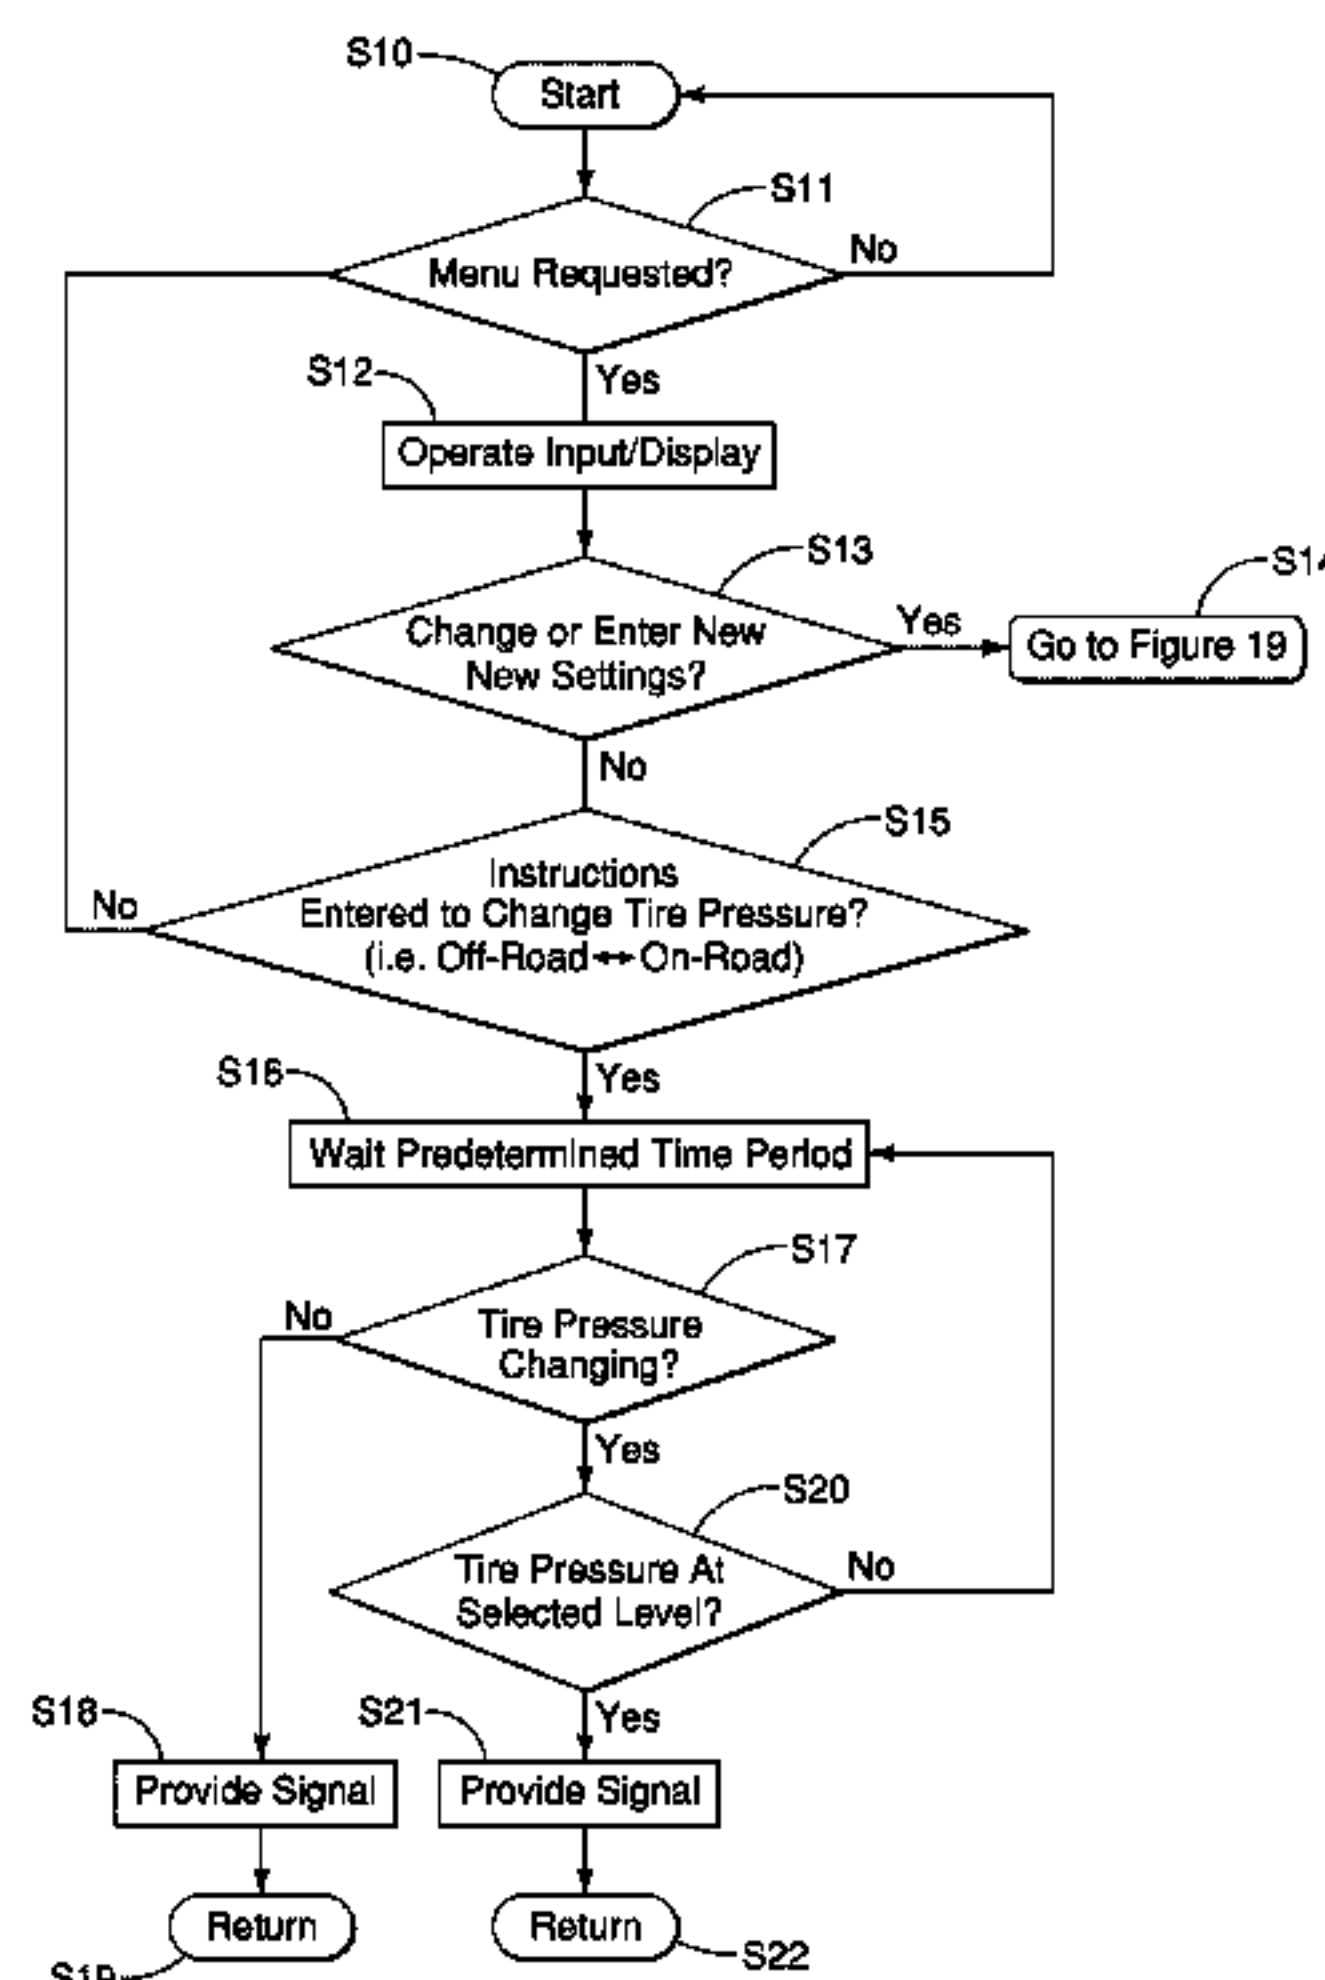 S10
Start
S11
Menu Requested?
No
S12
Yes
Operate Input/Display
S13
Change or Enter New
New Settings?
Yes
S14
Go to Figure 19
No
S15
Instructions
Entered to Change Tire Pressure?
(i.e. Off-Road↔On-Road)
No
S16
Yes
Wait Predetermined Time Period
S17
No
Tire Pressure
Changing?
Yes
S20
Tire Pressure At
Selected Level?
No
S18
S21
Yes
Provide Signal
Provide Signal
Return
Return
S19
S22